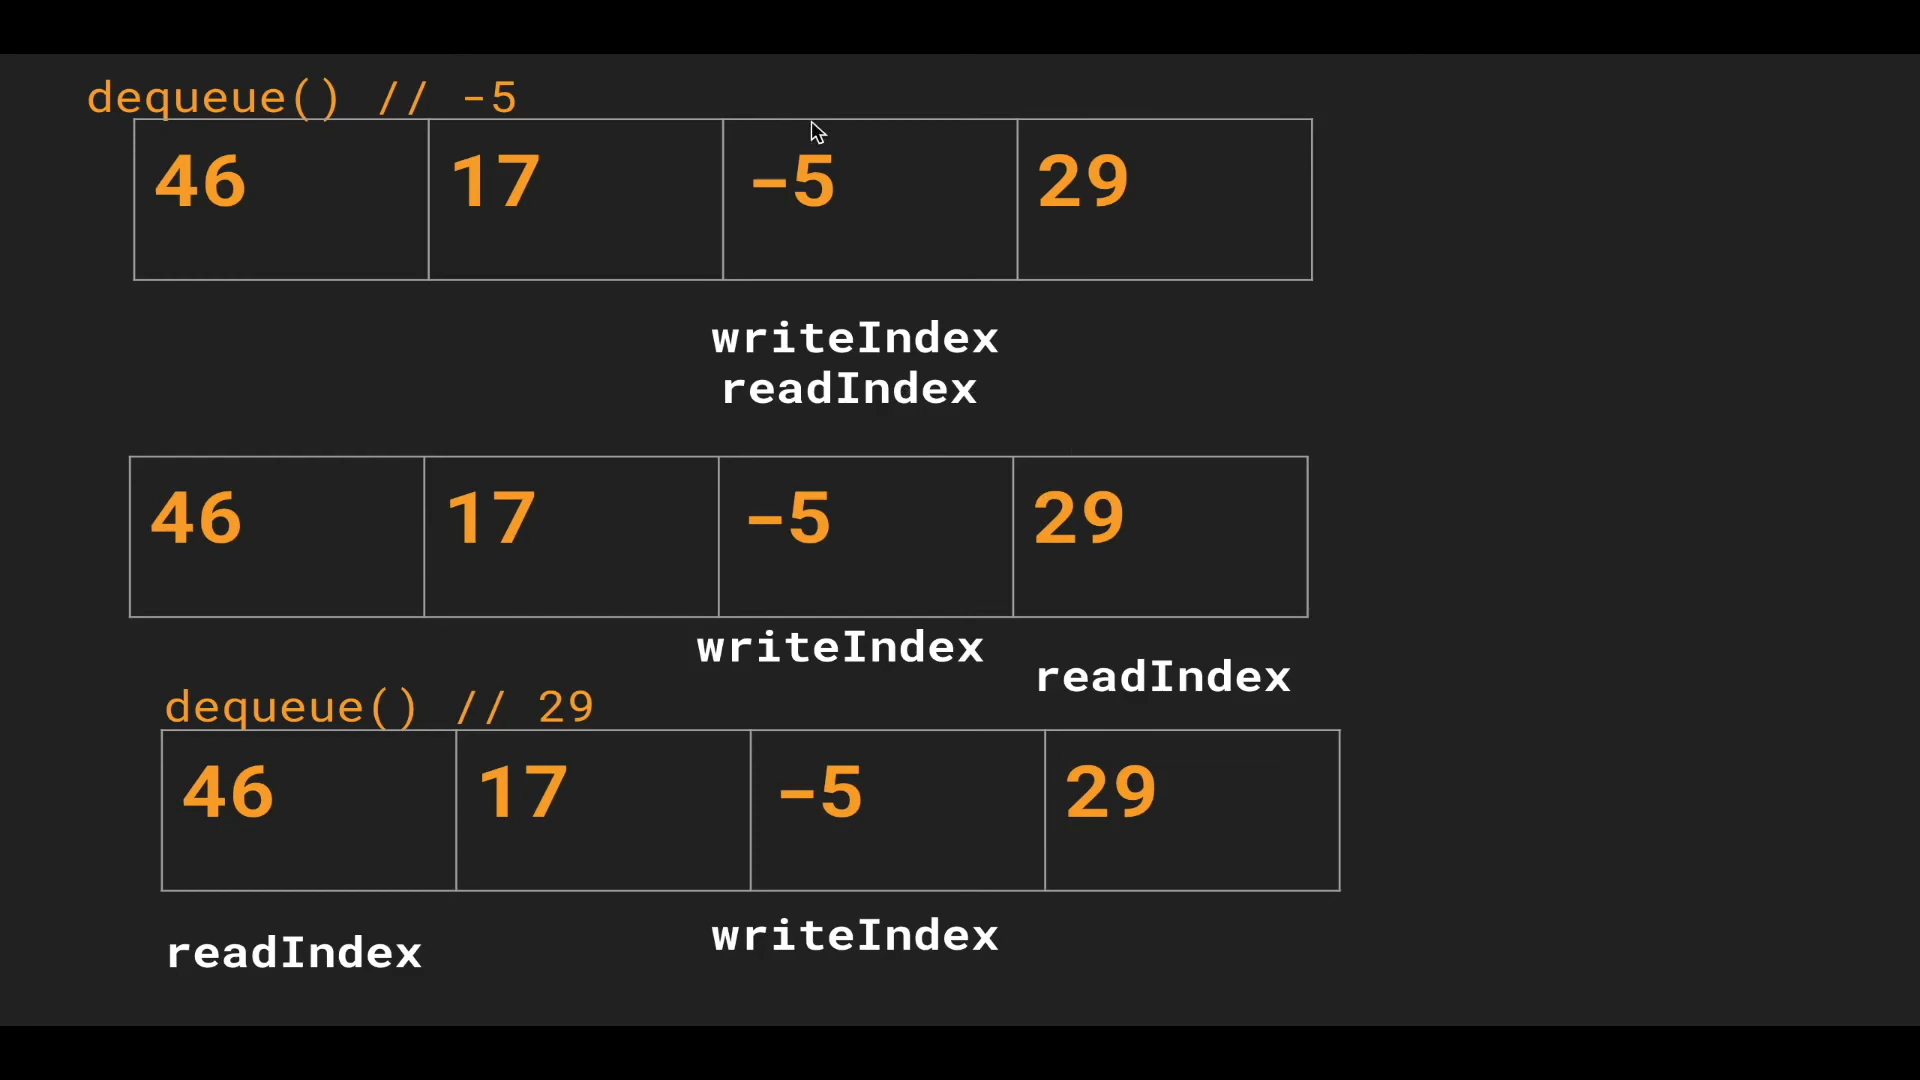 dequeue() // -5
46 17 -5 29
writeIndex
readIndex
46 17 -5 29
writeIndex
readIndex
dequeue() // 29
46 17 -5 29
writeIndex
readIndex